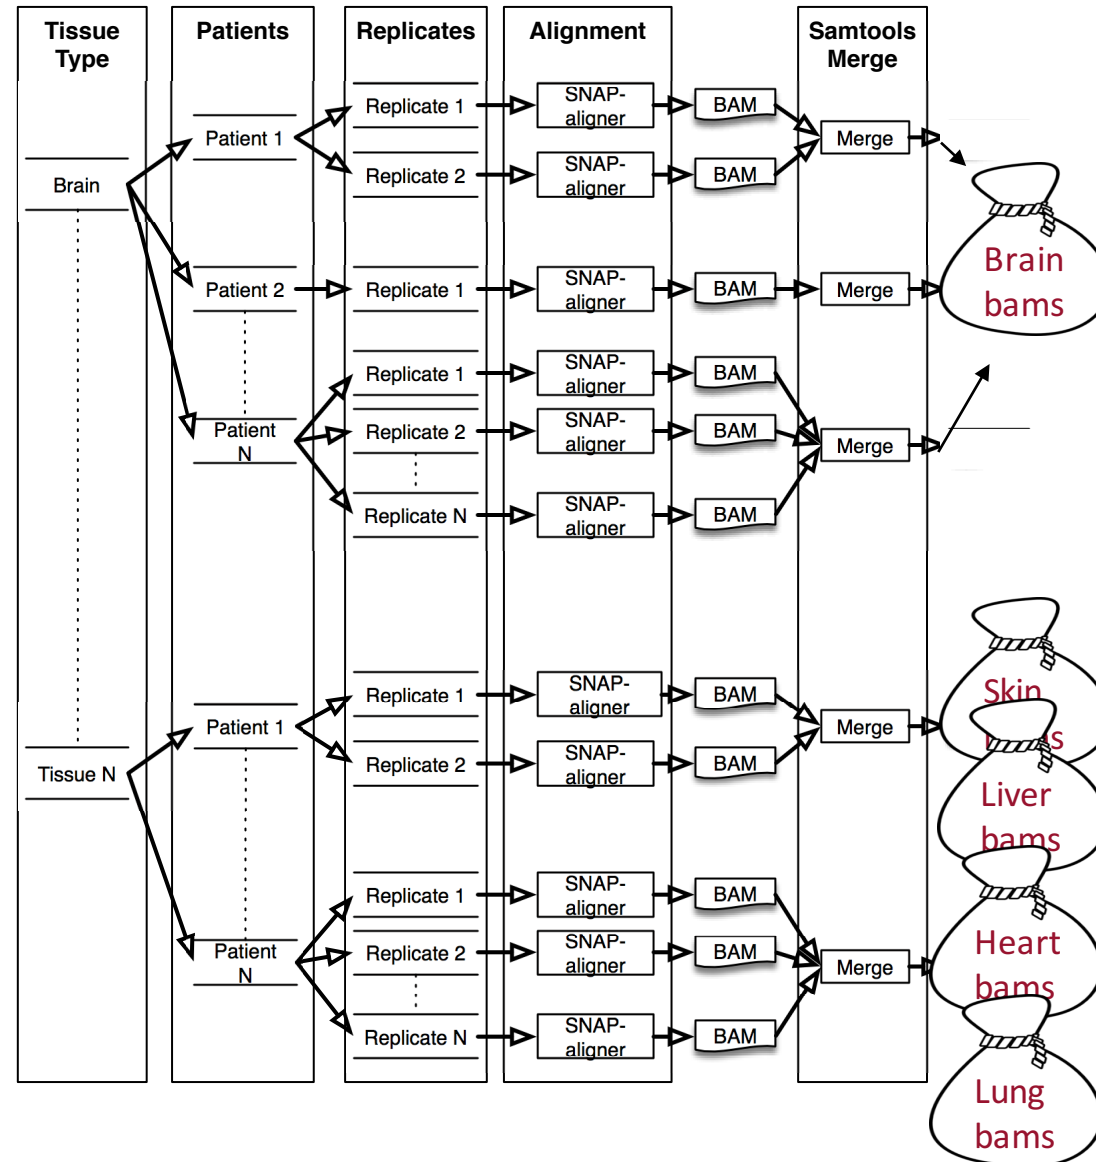 Tissue
Type
Patients
Replicates
Alignment
Samtools
Merge
Brain
Patient 1
Replicate 1
SNAP-
aligner
BAM
Replicate 2
SNAP-
aligner
BAM
Merge
Patient 2
Replicate 1
SNAP-
aligner
BAM
Merge
Patient
N
Replicate 1
SNAP-
aligner
BAM
Replicate 2
SNAP-
aligner
BAM
Replicate N
SNAP-
aligner
BAM
Merge
Brain
bams
Tissue N
Patient 1
Replicate 1
SNAP-
aligner
BAM
Replicate 2
SNAP-
aligner
BAM
Merge
Patient
N
Replicate 1
SNAP-
aligner
BAM
Replicate 2
SNAP-
aligner
BAM
Replicate N
SNAP-
aligner
BAM
Merge
Skin
Liver
bams
Heart
bams
Lung
bams